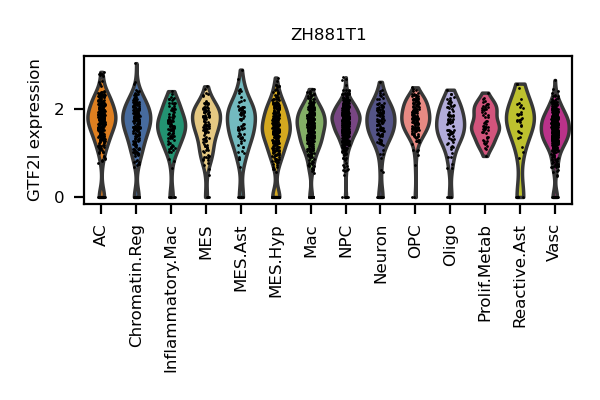 ZH881T1
GTF2I expression
2
0
AC
Chromatin.Reg
Inflammatory.Mac
MES
MES.Ast
MES.Hyp
Mac
NPC
Neuron
OPC
Oligo
Prolif.Metab
Reactive.Ast
Vasc